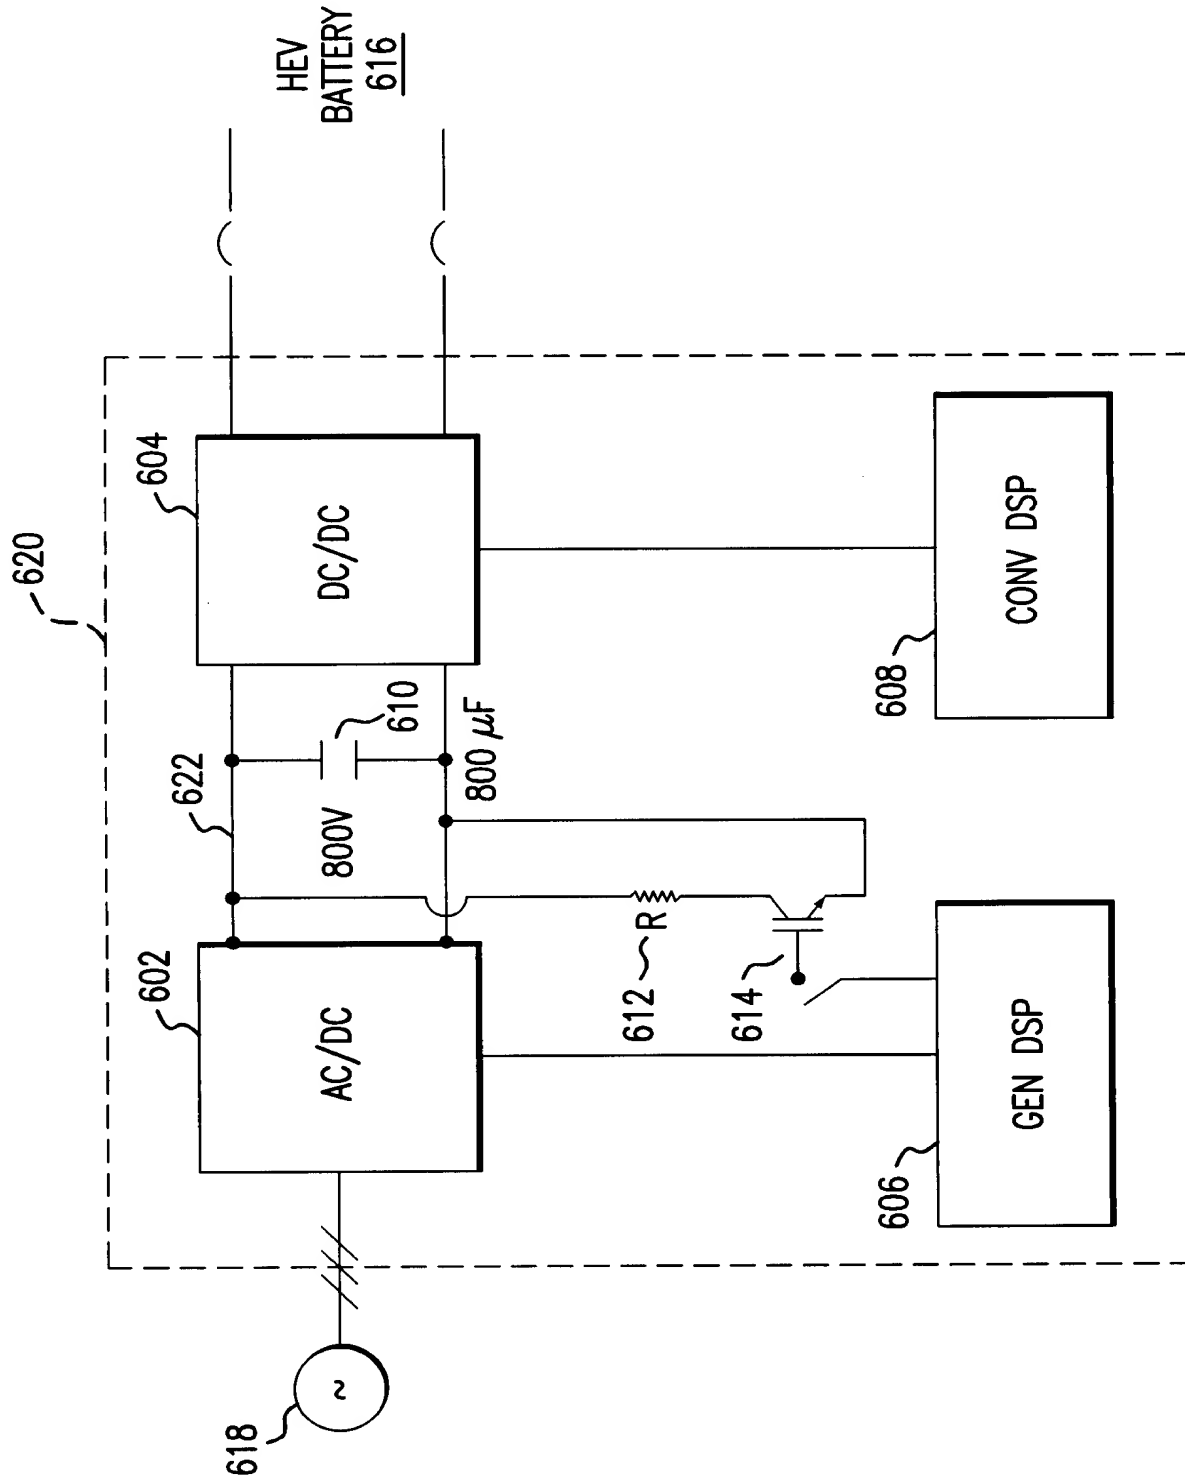 620
HEV
BATTERY
616
602
AC/DC
622
604
DC/DC
800V
610
800 μF
618
~
612
R
614
606
GEN DSP
608
CONV DSP